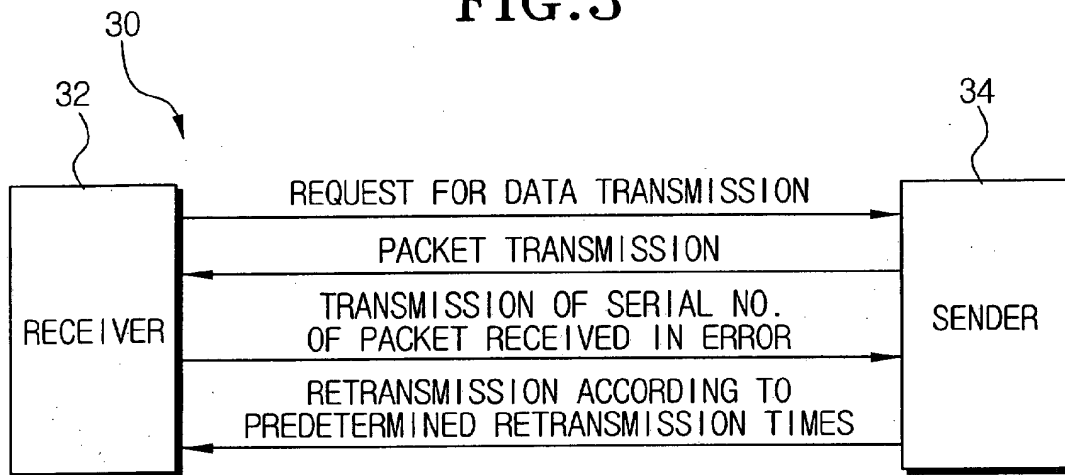 FIG.3
30
32
34
REQUEST FOR DATA TRANSMISSION
PACKET TRANSMISSION
TRANSMISSION OF SERIAL NO.
OF PACKET RECEIVED IN ERROR
RECEIVER
SENDER
RETRANSMISSION ACCORDING TO
PREDETERMINED RETRANSMISSION TIMES